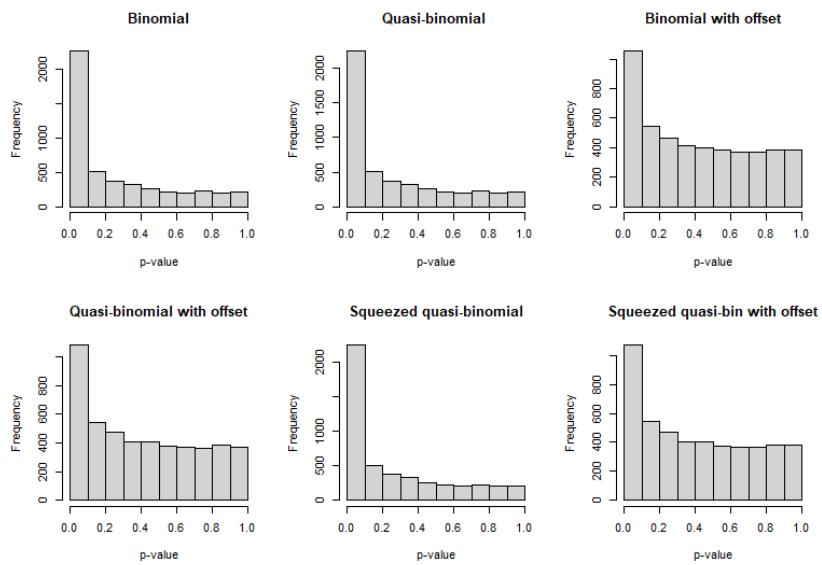 Binomial
Frequency
0 500 1000 2000
0.0 0.2 0.4 0.6 0.8 1.0
p-value
Quasi-binomial
Frequency
0 500 1000 1500 2000
0.0 0.2 0.4 0.6 0.8 1.0
p-value
Binomial with offset
Frequency
0 200 400 600 800
0.0 0.2 0.4 0.6 0.8 1.0
p-value
Quasi-binomial with offset
Frequency
0 200 400 600 800
0.0 0.2 0.4 0.6 0.8 1.0
p-value
Squeezed quasi-binomial
Frequency
0 500 1000 2000
0.0 0.2 0.4 0.6 0.8 1.0
p-value
Squeezed quasi-bin with offset
Frequency
0 200 400 600 800
0.0 0.2 0.4 0.6 0.8 1.0
p-value